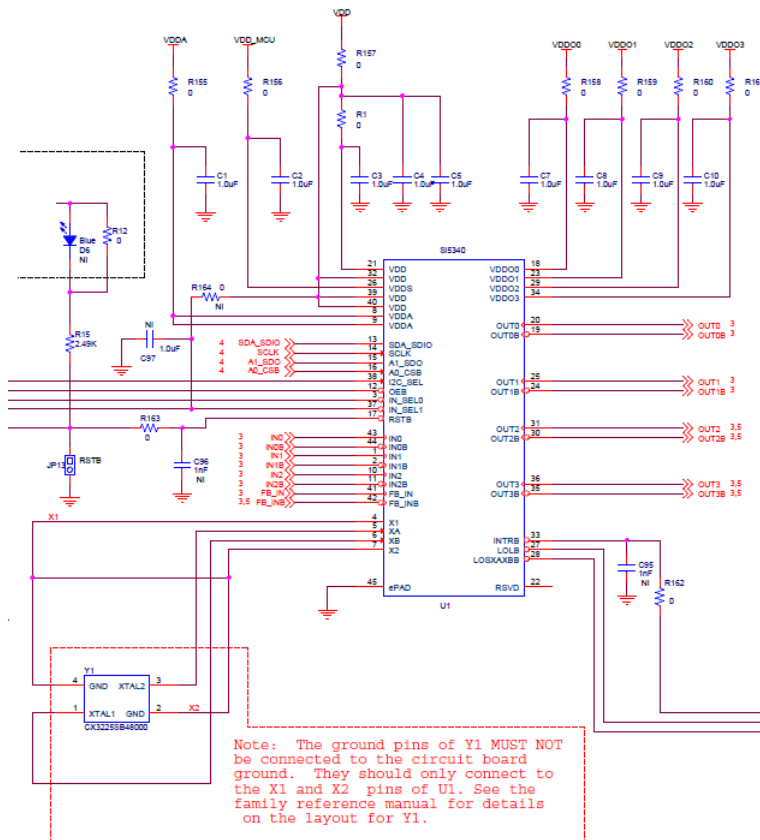 VDD
VDDA
VDD_MCU
VDDO0
VDDO1
VDDO2
VDDO3
R157
0
R155
0
R156
0
R158
0
R159
0
R160
0
R16
0
R1
0
C1
1.0uF
C2
1.0uF
C3
1.0uF
C4
1.0uF
C5
1.0uF
C7
1.0uF
C8
1.0uF
C9
1.0uF
C10
1.0uF
Blue
D6
NI
R12
0
R15
2.49K
R164
0
NI
NI
1.0uF
C97
SI5340
21 VDD
32 VDD
26 VDDS
39 VDD
40 VDD
8 VDDA
9 VDDA
18 VDDO0
23 VDDO1
29 VDDO2
34 VDDO3
4 SDA_SDIO 13 SDA_SDIO
4 SCLK 14 SCLK
4 A1_SDO 15 A1_SDO
4 A0_CSB 16 A0_CSB
38 I2C_SEL
12 OEB
3 IN_SEL0
37 IN_SEL1
17 RSTB
3 IN0 43 IN0
3 IN0B 44 IN0B
3 IN1 1 IN1
3 IN1B 2 IN1B
3 IN2 10 IN2
3 IN2B 11 IN2B
3 FB_IN 41 FB_IN
3,5 FB_INB 42 FB_INB
4 X1
5 XA
6 XB
7 X2
45 ePAD
OUT0 20 OUT0 3
OUT0B 19 OUT0B 3
OUT1 25 OUT1 3
OUT1B 24 OUT1B 3
OUT2 31 OUT2 3,5
OUT2B 30 OUT2B 3,5
OUT3 36 OUT3 3,5
OUT3B 35 OUT3B 3,5
INTRB 33
LOLB 27
LOSXAXBB 28
RSVD 22
U1
R163
0
C96
1nF
NI
JP13
RSTB
C95
1nF
NI
R162
0
X1
Y1
4 GND XTAL2 3
1 XTAL1 GND 2
X2
CX3225SB48000
Note: The ground pins of Y1 MUST NOT
be connected to the circuit board
ground. They should only connect to
the X1 and X2 pins of U1. See the
family reference manual for details
on the layout for Y1.